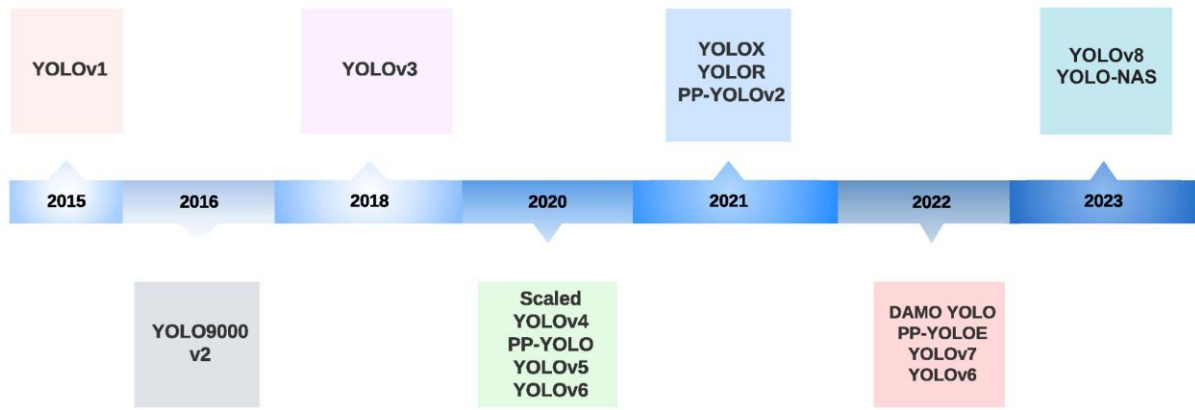 YOLOv1
YOLOv3
YOLOX
YOLOR
PP-YOLOv2
YOLOv8
YOLO-NAS
2015
2016
2018
2020
2021
2022
2023
YOLO9000
v2
Scaled
YOLOv4
PP-YOLO
YOLOv5
YOLOv6
DAMO YOLO
PP-YOLOE
YOLOv7
YOLOv6